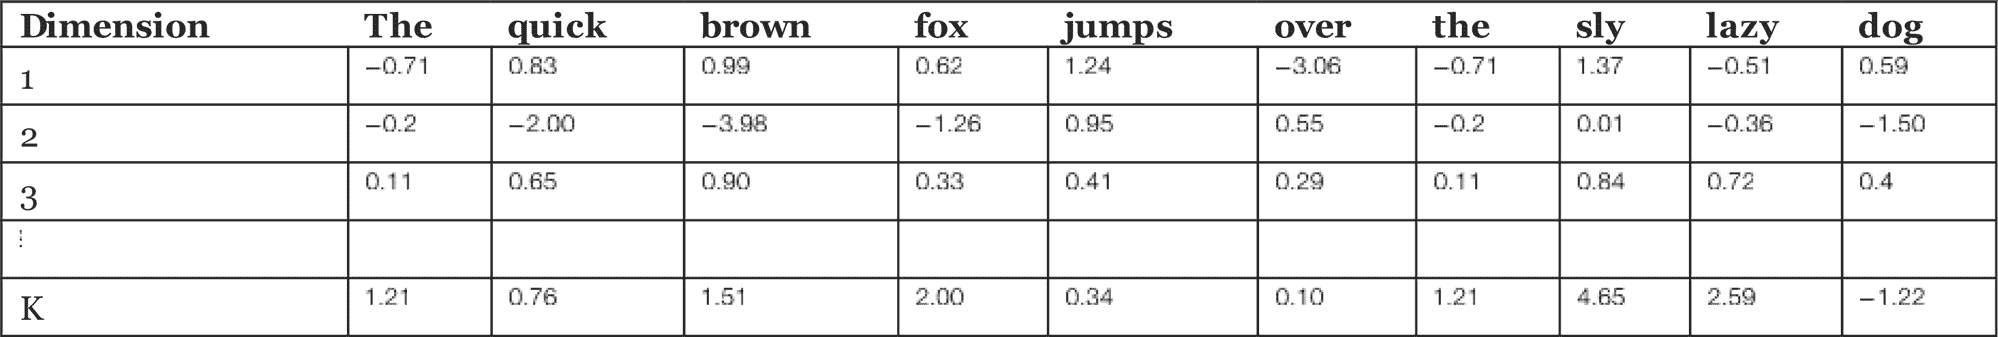 Dimension The quick brown fox jumps over the sly lazy dog
1 −0.71 0.83 0.99 0.62 1.24 −3.06 −0.71 1.37 −0.51 0.59
2 −0.2 −2.00 −3.98 −1.26 0.95 0.55 −0.2 0.01 −0.36 −1.50
3 0.11 0.65 0.90 0.33 0.41 0.29 0.11 0.84 0.72 0.4
⋮
K 1.21 0.76 1.51 2.00 0.34 0.10 1.21 4.65 2.59 −1.22